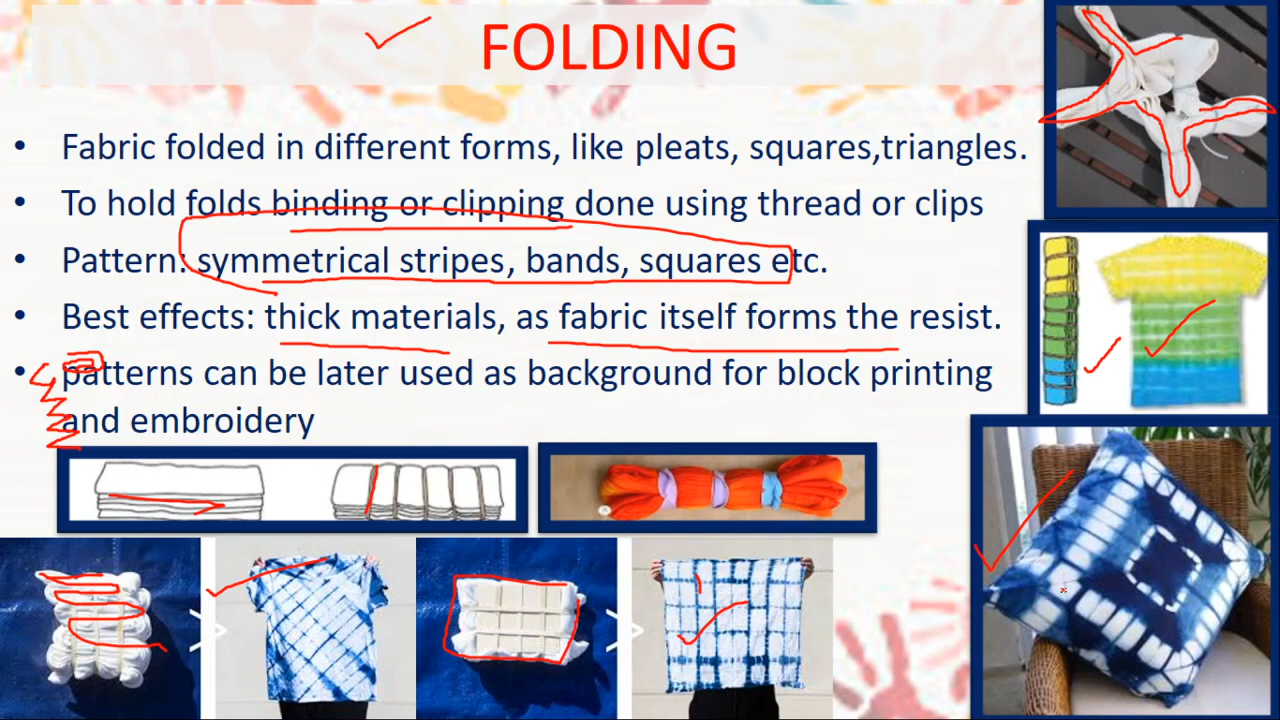 FOLDING
• Fabric folded in different forms, like pleats, squares,triangles.
• To hold folds binding or clipping done using thread or clips
• Pattern: symmetrical stripes, bands, squares etc.
• Best effects: thick materials, as fabric itself forms the resist.
• patterns can be later used as background for block printing
and embroidery